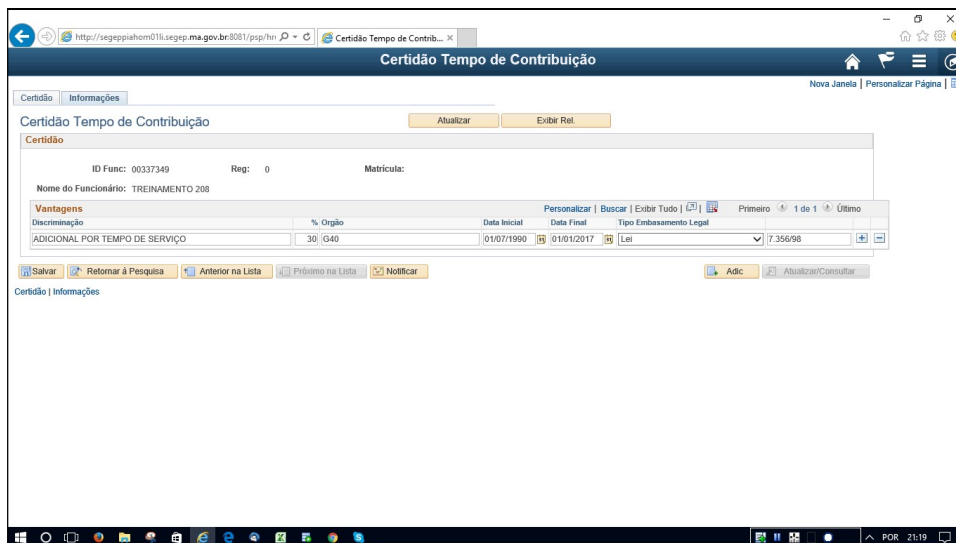 http://segeppiahom01li.segep.ma.gov.br:8081/psp/hr
Certidão Tempo de Contrib...
Certidão Tempo de Contribuição
Nova Janela | Personalizar Página |
Certidão Informações
Certidão Tempo de Contribuição Atualizar Exibir Rel.
Certidão
ID Func: 00337349 Reg: 0 Matrícula:
Nome do Funcionário: TREINAMENTO 208
Vantagens Personalizar | Buscar | Exibir Tudo | | Primeiro 1 de 1 Último
Discriminação % Orgão Data Inicial Data Final Tipo Embasamento Legal
ADICIONAL POR TEMPO DE SERVIÇO 30 G40 01/07/1990 01/01/2017 Lei 7.356/98
Salvar Retornar à Pesquisa Anterior na Lista Próximo na Lista Notificar Adic Atualizar/Consultar
Certidão | Informações
POR 21:19